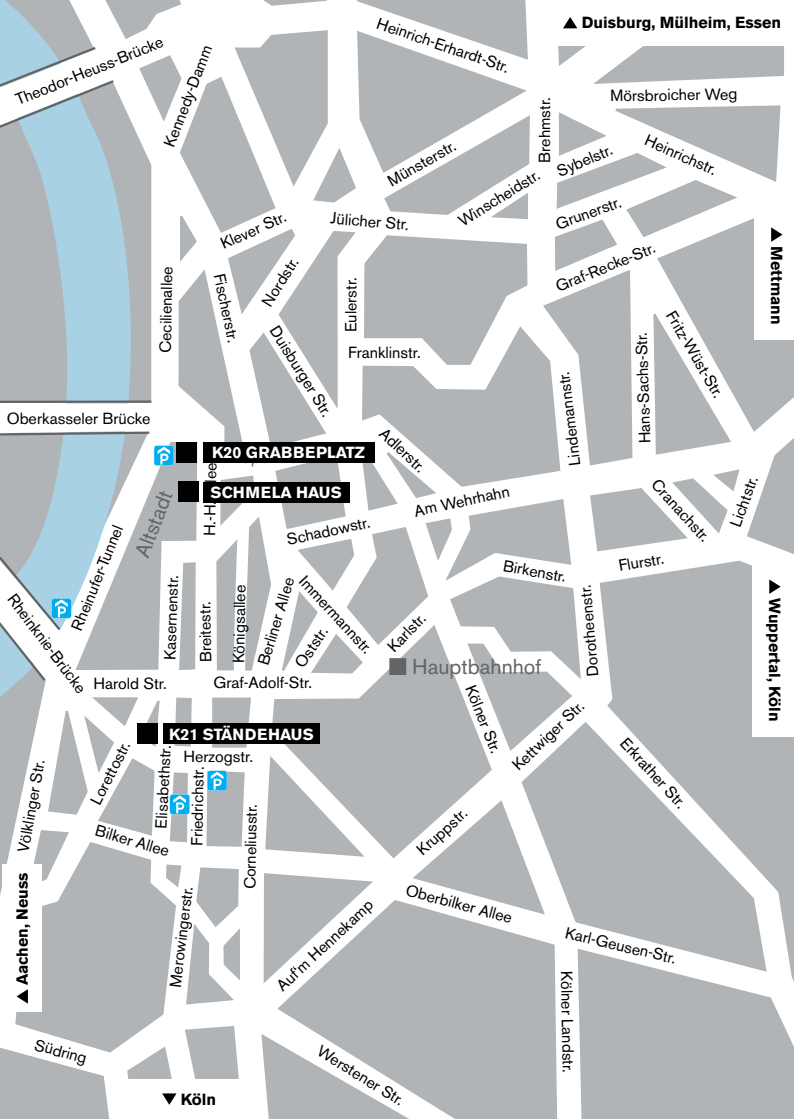 Duisburg, Mülheim, Essen
Heinrich-Erhardt-Str.
Theodor-Heuss-Brücke
Kennedy-Damm
Mörsbroicher Weg
Brehmstr.
Münsterstr.
Sybelstr.
Heinrichstr.
Winscheidstr.
Klever Str.
Jülicher Str.
Grunerstr.
Mettmann
Graf-Recke-Str.
Cecilienallee
Fischerstr.
Nordstr.
Eulerstr.
Duisburger Str.
Franklinstr.
Fritz-Wüst-Str.
Hans-Sachs-Str.
Lindemannstr.
Oberkasseler Brücke
P
K20 GRABBEPLATZ
Adlerstr.
SCHMELA HAUS
Altstadt
Am Wehrhahn
Schadowstr.
Cranachstr.
Lichtstr.
Rheinufer-Tunnel
Birkenstr.
Flurstr.
P
Rheinknie-Brücke
Kasernenstr.
Breitestr.
Königsallee
Berliner Allee
Immermannstr.
Oststr.
Karlstr.
Hauptbahnhof
Dorotheenstr.
Wuppertal, Köln
Harold Str.
Graf-Adolf-Str.
Kölner Str.
K21 STÄNDEHAUS
Herzogstr.
Kettwiger Str.
Erkrather Str.
Lorettostr.
Elisabethstr.
Friedrichstr.
P
P
Völklinger Str.
Bilker Allee
Corneliusstr.
Kruppstr.
Aachen, Neuss
Merowingerstr.
Auf'm Hennekamp
Oberbilker Allee
Karl-Geusen-Str.
Kölner Landstr.
Südring
Werstener Str.
Köln